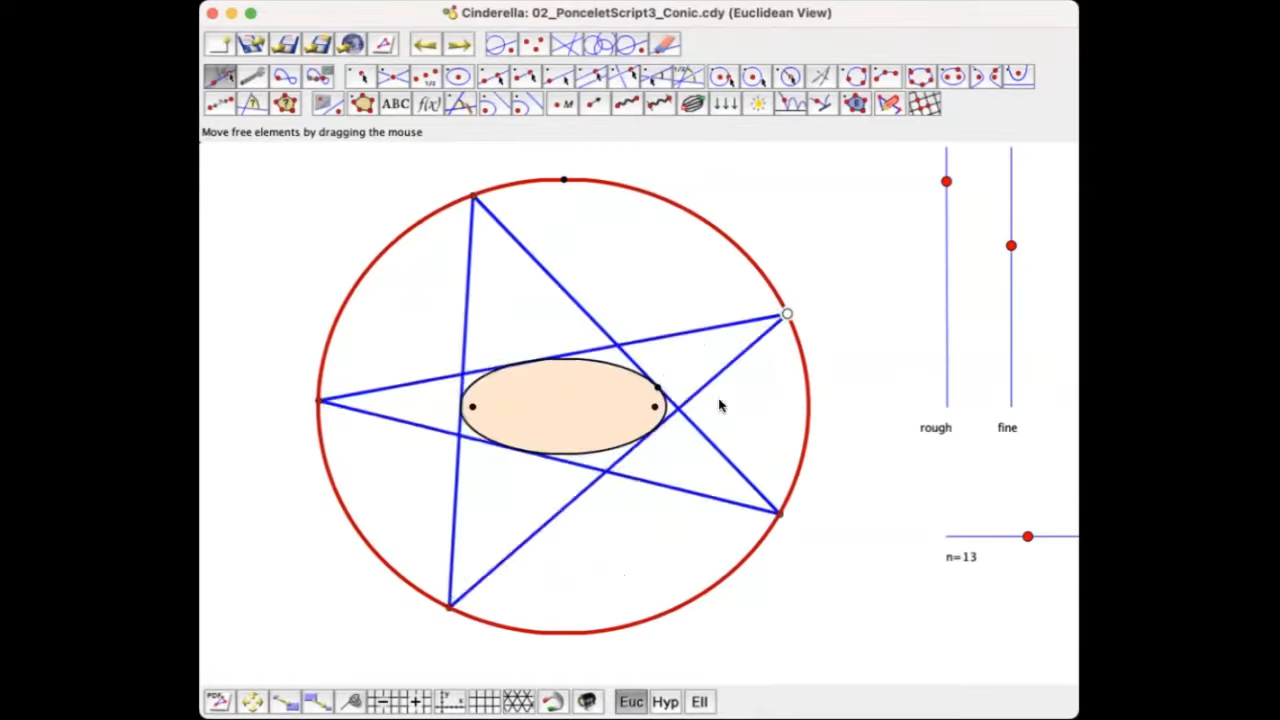 Cinderella: 02_PonceletScript3_Conic.cdy (Euclidean View)
ABC
f(x)
M
Move free elements by dragging the mouse
rough
fine
n=13
PDF
Euc
Hyp
Ell